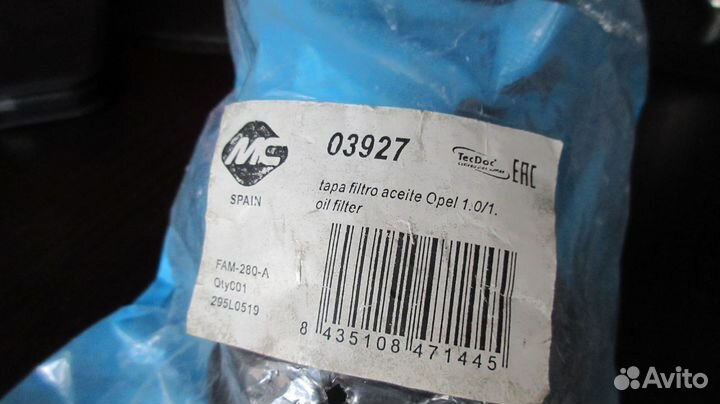 MC
SPAIN
03927
TecDoc
EAC
tapa filtro aceite Opel 1.0/1.
oil filter
FAM-280-A
Qty001
295L0519
8 435108 471445
Avito